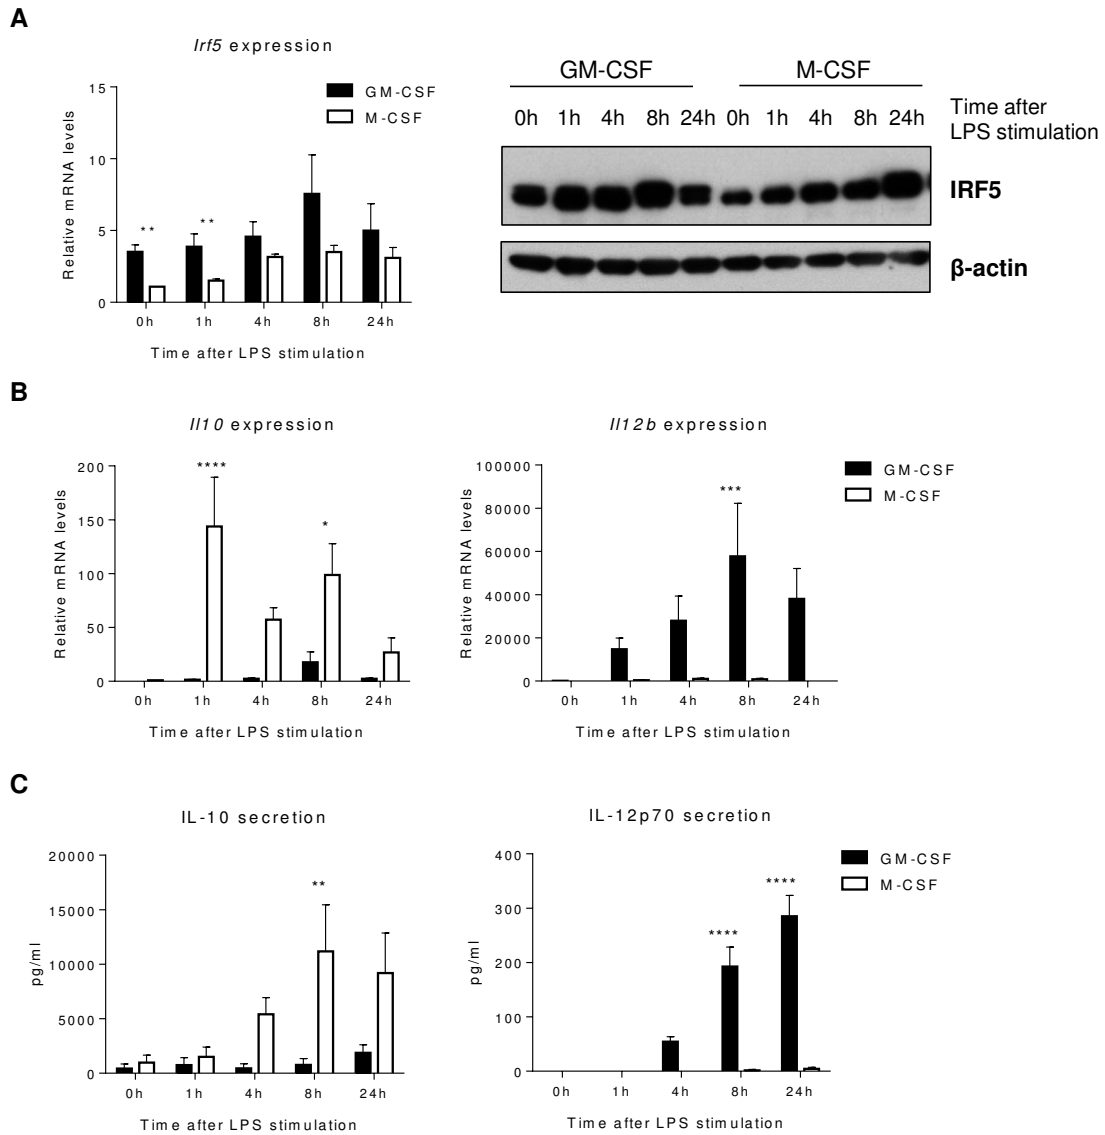 A
Irf5 expression
15
10
5
0
Relative mRNA levels
GM-CSF
M-CSF
**
**
0h 1h 4h 8h 24h
Time after LPS stimulation
GM-CSF M-CSF
0h 1h 4h 8h 24h 0h 1h 4h 8h 24h
Time after
LPS stimulation
IRF5
β-actin
B
Il10 expression
200
150
100
50
0
Relative mRNA levels
****
*
0h 1h 4h 8h 24h
Time after LPS stimulation
Il12b expression
100000
80000
60000
40000
20000
0
Relative mRNA levels
***
0h 1h 4h 8h 24h
Time after LPS stimulation
GM-CSF
M-CSF
C
IL-10 secretion
20000
15000
10000
5000
0
pg/ml
**
0h 1h 4h 8h 24h
Time after LPS stimulation
IL-12p70 secretion
400
300
200
100
0
pg/ml
****
****
0h 1h 4h 8h 24h
Time after LPS stimulation
GM-CSF
M-CSF